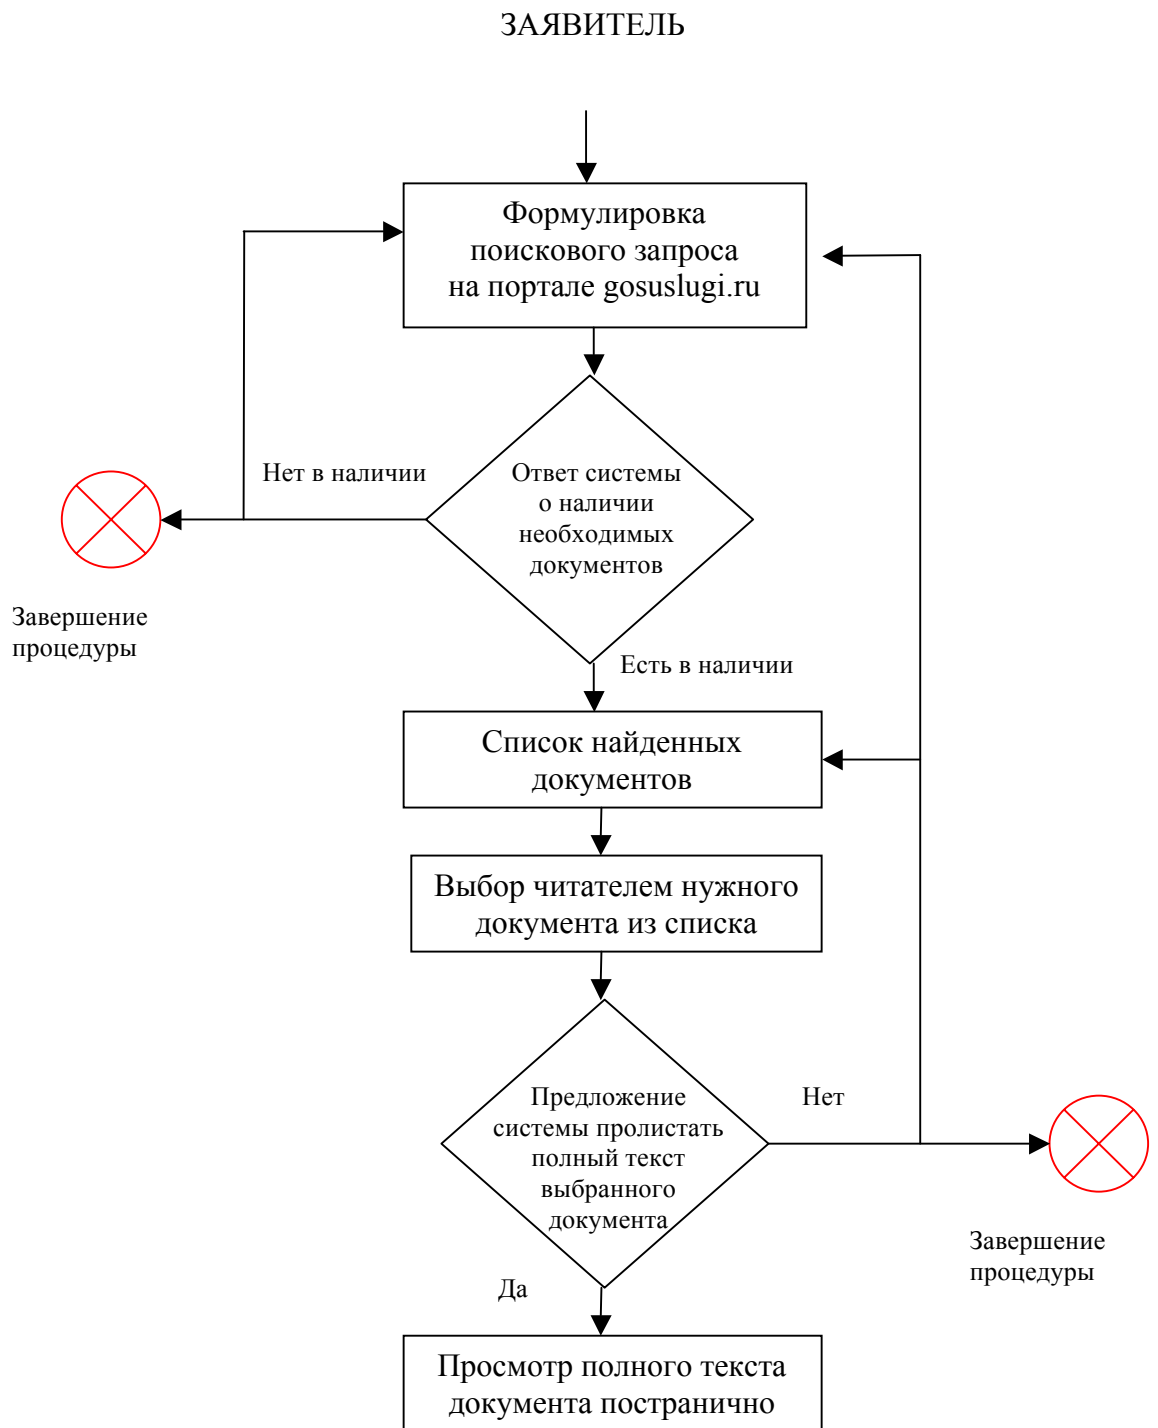 ЗАЯВИТЕЛЬ
Формулировка
поискового запроса
на портале gosuslugi.ru
Нет в наличии
Ответ системы
о наличии
необходимых
документов
Завершение
процедуры
Есть в наличии
Список найденных
документов
Выбор читателем нужного
документа из списка
Предложение
системы пролистать
полный текст
выбранного
документа
Нет
Завершение
процедуры
Да
Просмотр полного текста
документа постранично